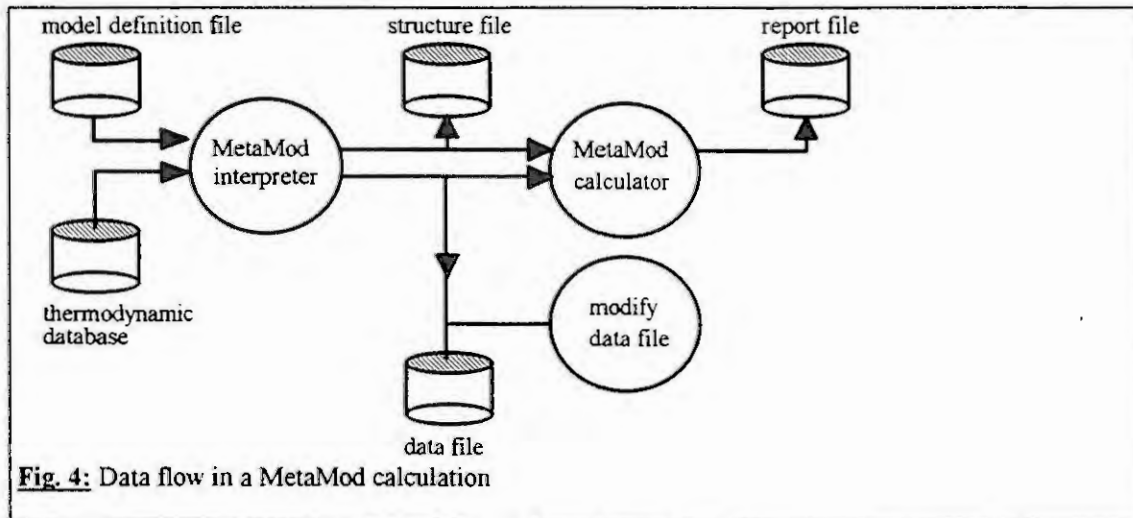 model definition file
structure file
report file
MetaMod
interpreter
MetaMod
calculator
thermodynamic
database
modify
data file
data file
Fig. 4: Data flow in a MetaMod calculation